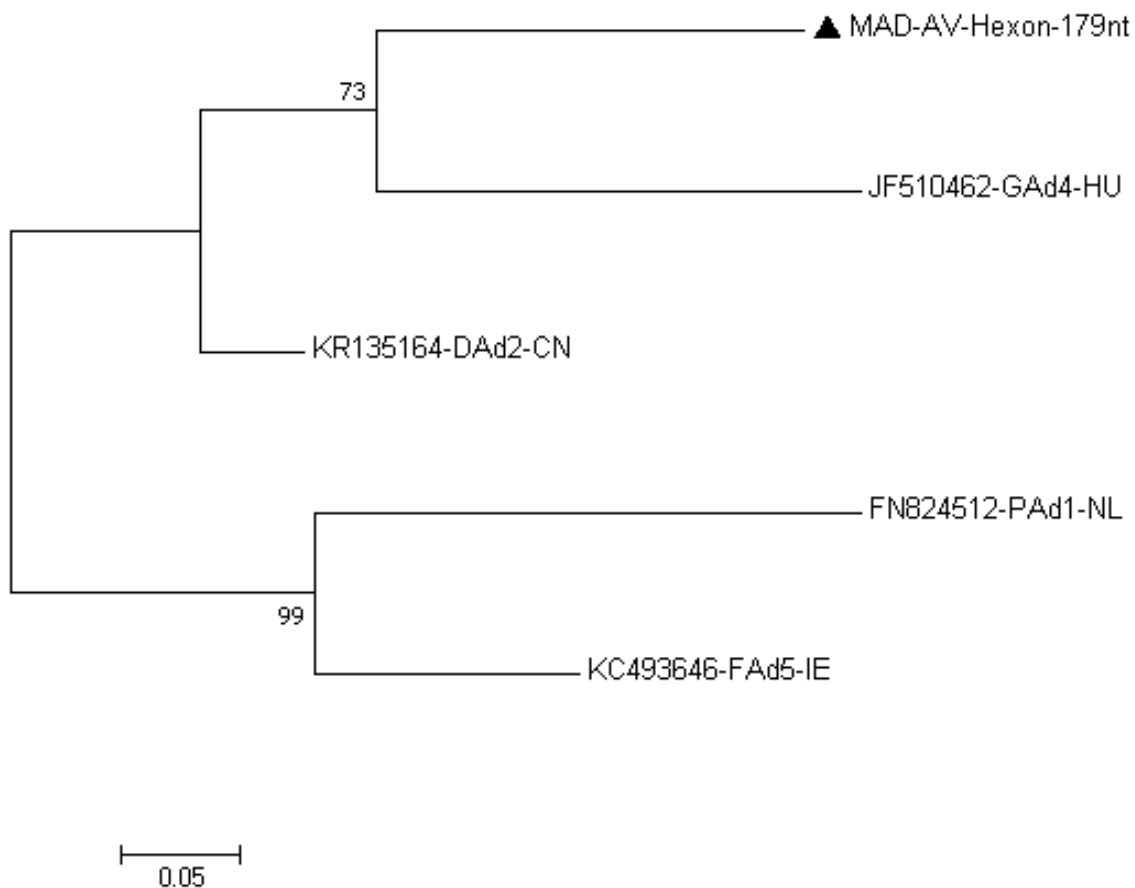 ▲ MAD-AV-Hexon-179nt
73
JF510462-GAd4-HU
KR135164-DAd2-CN
FN824512-PAd1-NL
99
KC493646-FAd5-IE
0.05